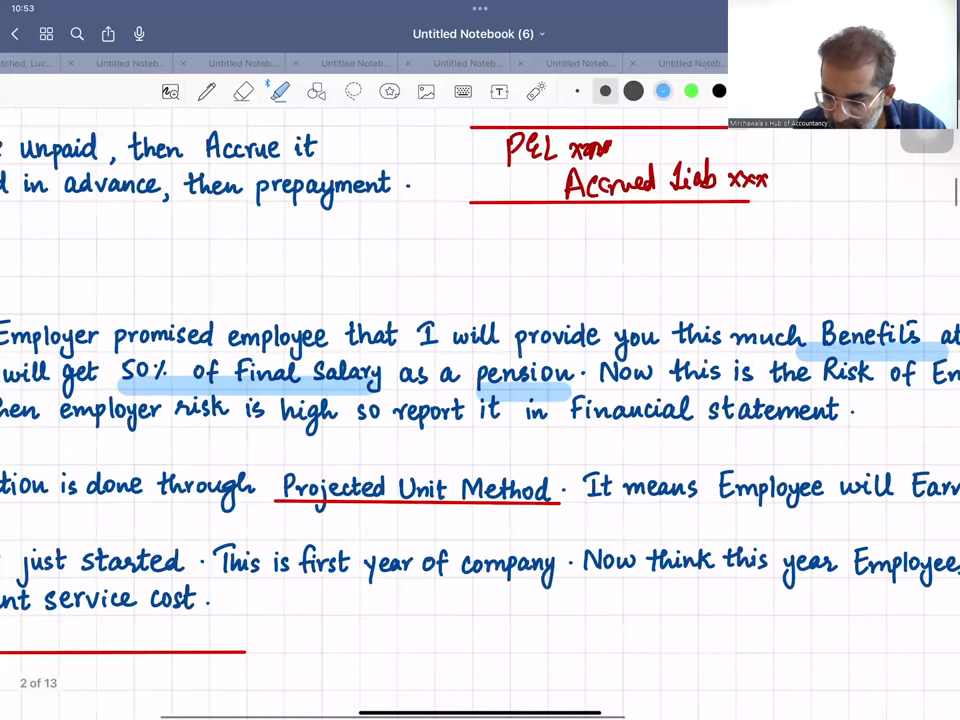 10:53
Untitled Notebook (6)
tched, Luc...
Untitled Noteb...
Untitled Noteb...
Untitled Noteb...
Untitled Noteb...
Untitled Noteb...
Untitled Noteb
Mirchawala's Hub of Accountancy
unpaid, then Accrue it
P&L xxx
d in advance, then prepayment.
Accrued Liab xxx
Employer promised employee that I will provide you this much Benefits at
will get 50% of Final Salary as a pension. Now this is the Risk of Em
hen employer risk is high so report it in Financial statement.
tion is done through Projected Unit Method. It means Employee will Earn
just started. This is first year of company. Now think this year Employees
nt service cost.
2 of 13